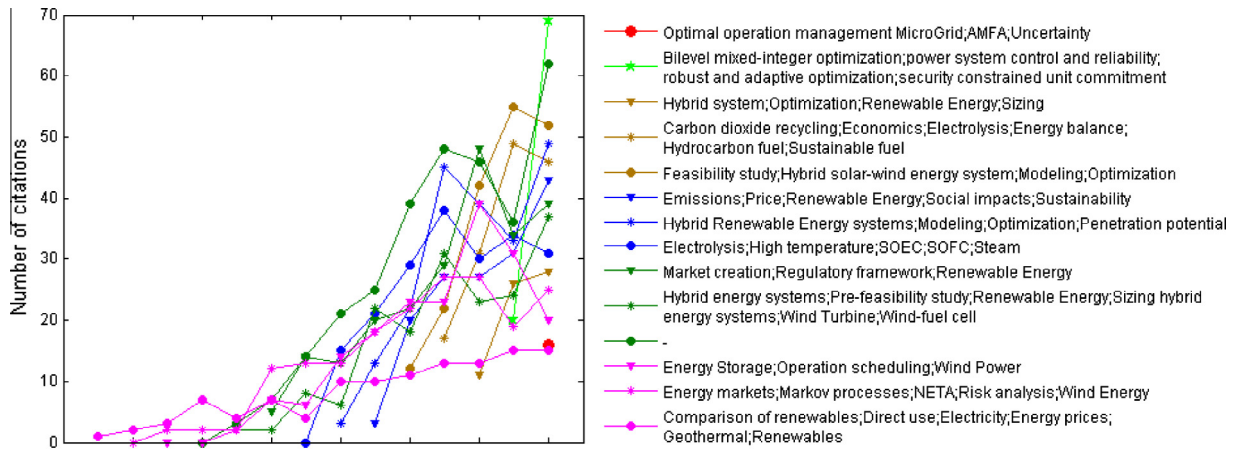 Number of citations
70
60
50
40
30
20
10
0
Optimal operation management MicroGrid;AMFA;Uncertainty
Bilevel mixed-integer optimization;power system control and reliability;
robust and adaptive optimization;security constrained unit commitment
Hybrid system;Optimization;Renewable Energy;Sizing
Carbon dioxide recycling;Economics;Electrolysis;Energy balance;
Hydrocarbon fuel;Sustainable fuel
Feasibility study;Hybrid solar-wind energy system;Modeling;Optimization
Emissions;Price;Renewable Energy;Social impacts;Sustainability
Hybrid Renewable Energy systems;Modeling;Optimization;Penetration potential
Electrolysis;High temperature;SOEC;SOFC;Steam
Market creation;Regulatory framework;Renewable Energy
Hybrid energy systems;Pre-feasibility study;Renewable Energy;Sizing hybrid
energy systems;Wind Turbine;Wind-fuel cell
-
Energy Storage;Operation scheduling;Wind Power
Energy markets;Markov processes;NETA;Risk analysis;Wind Energy
Comparison of renewables;Direct use;Electricity;Energy prices;
Geothermal;Renewables